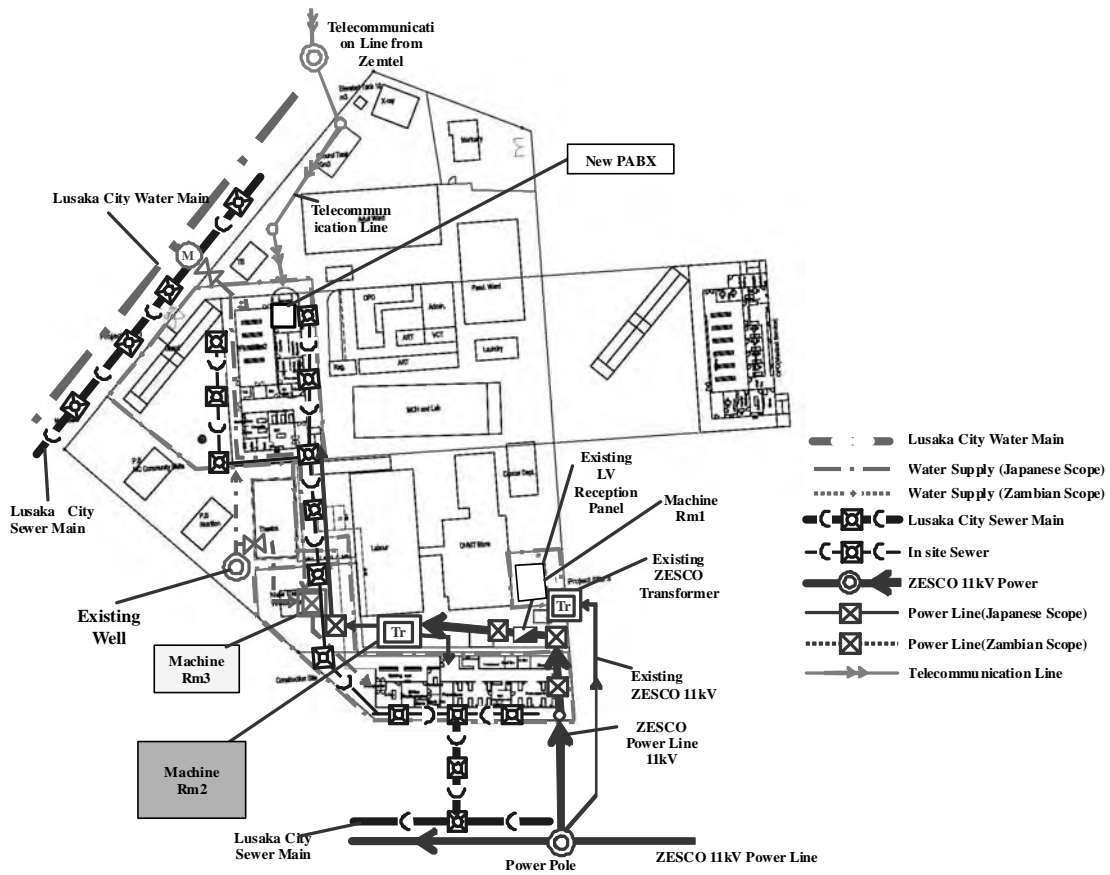 Telecommunicati
on Line from
Zemtel
X-ray
Mortuary
New PABX
Lusaka City Water Main
Telecommun
ication Line
Adult Ward
M
TB
OPD
Admin.
Paed. Ward
ART
VCT
ART
Reg.
Laundry
MCH and Lab
Lusaka City
Sewer Main
Existing
LV
Reception
Panel
Machine
Rm1
Labour
Existing
ZESCO
Transformer
Tr
Tr
Existing
Well
Machine
Rm3
Existing
ZESCO 11kV
ZESCO
Power Line
11kV
Machine
Rm2
Lusaka City
Sewer Main
Power Pole
ZESCO 11kV Power Line
Lusaka City Water Main
Water Supply (Japanese Scope)
Water Supply (Zambian Scope)
Lusaka City Sewer Main
In site Sewer
ZESCO 11kV Power
Power Line(Japanese Scope)
Power Line(Zambian Scope)
Telecommunication Line